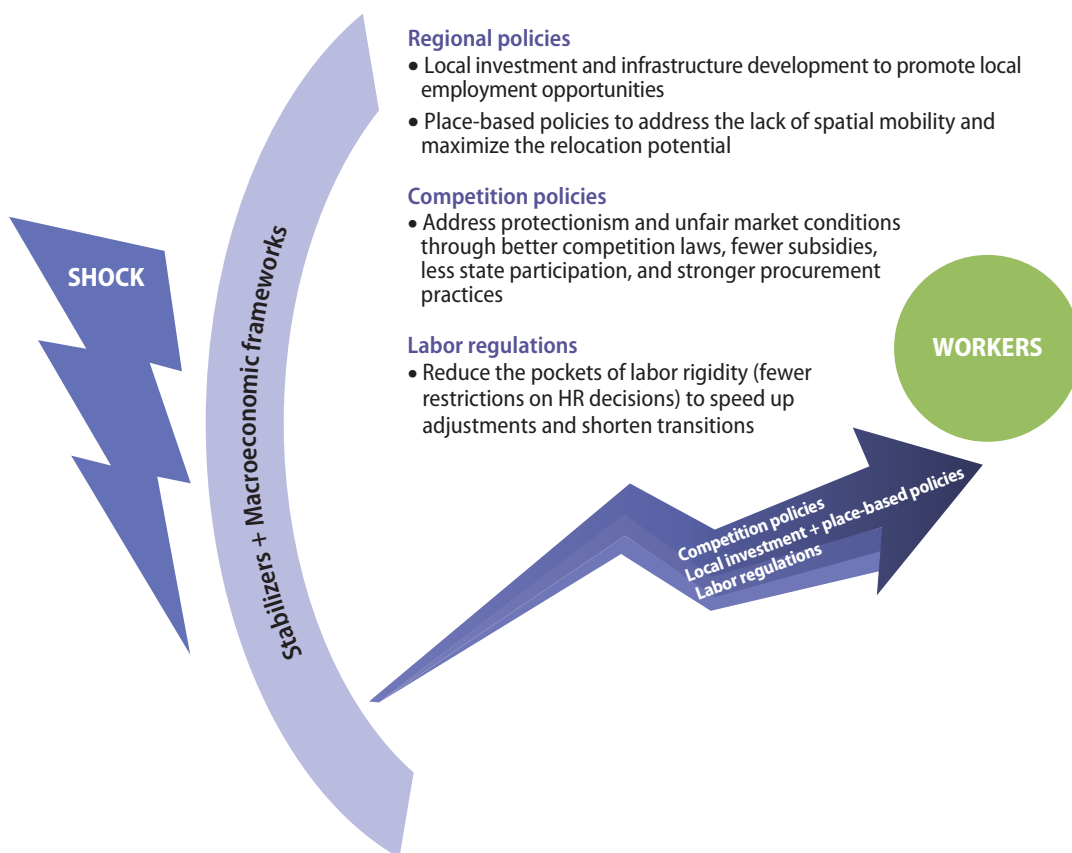 Regional policies
• Local investment and infrastructure development to promote local
employment opportunities
• Place-based policies to address the lack of spatial mobility and
maximize the relocation potential
Competition policies
• Address protectionism and unfair market conditions
through better competition laws, fewer subsidies,
less state participation, and stronger procurement
practices
Labor regulations
• Reduce the pockets of labor rigidity (fewer
restrictions on HR decisions) to speed up
adjustments and shorten transitions
SHOCK
Stabilizers + Macroeconomic frameworks
WORKERS
Competition policies
Local investment + place-based policies
Labor regulations